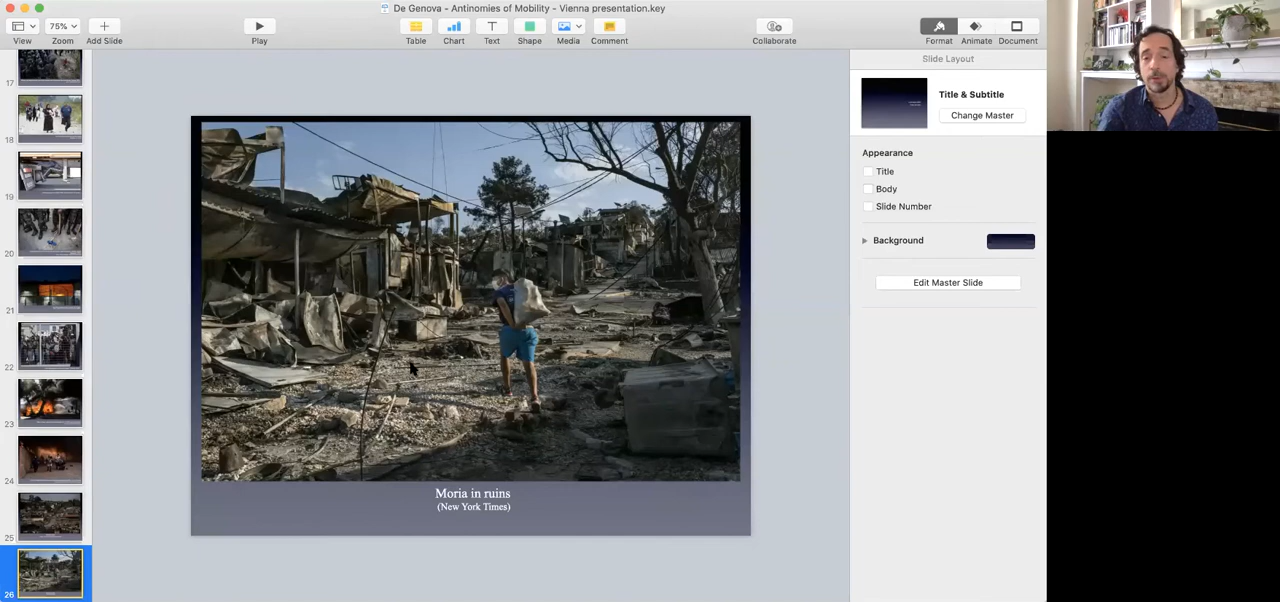 De Genova - Antinomies of Mobility - Vienna presentation.key
75%
View
Zoom
Add Slide
Play
Table
Chart
Text
Shape
Media
Comment
Collaborate
Format
Animate
Document
Slide Layout
Title & Subtitle
Change Master
Appearance
Title
Body
Slide Number
Background
Edit Master Slide
17
18
19
20
21
22
23
24
25
26
Moria in ruins
(New York Times)